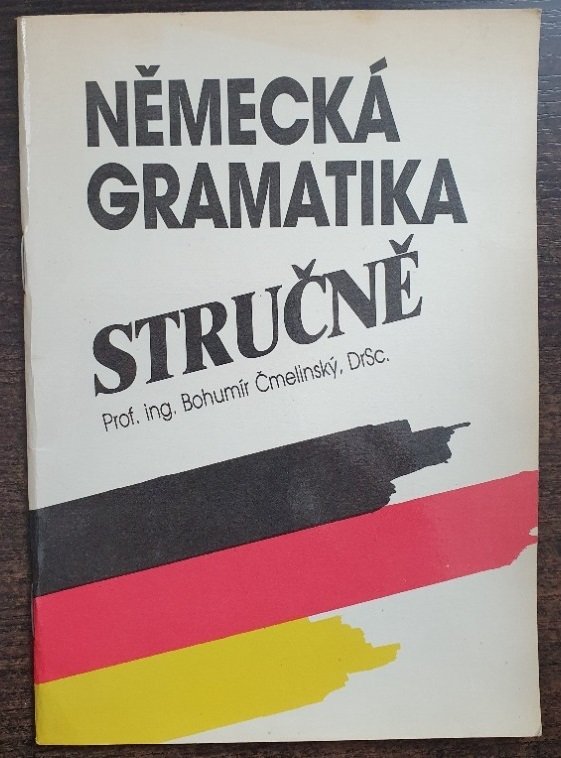 NĚMECKÁ
GRAMATIKA
STRUČNĚ
Prof. ing. Bohumír Čmelinský, DrSc.